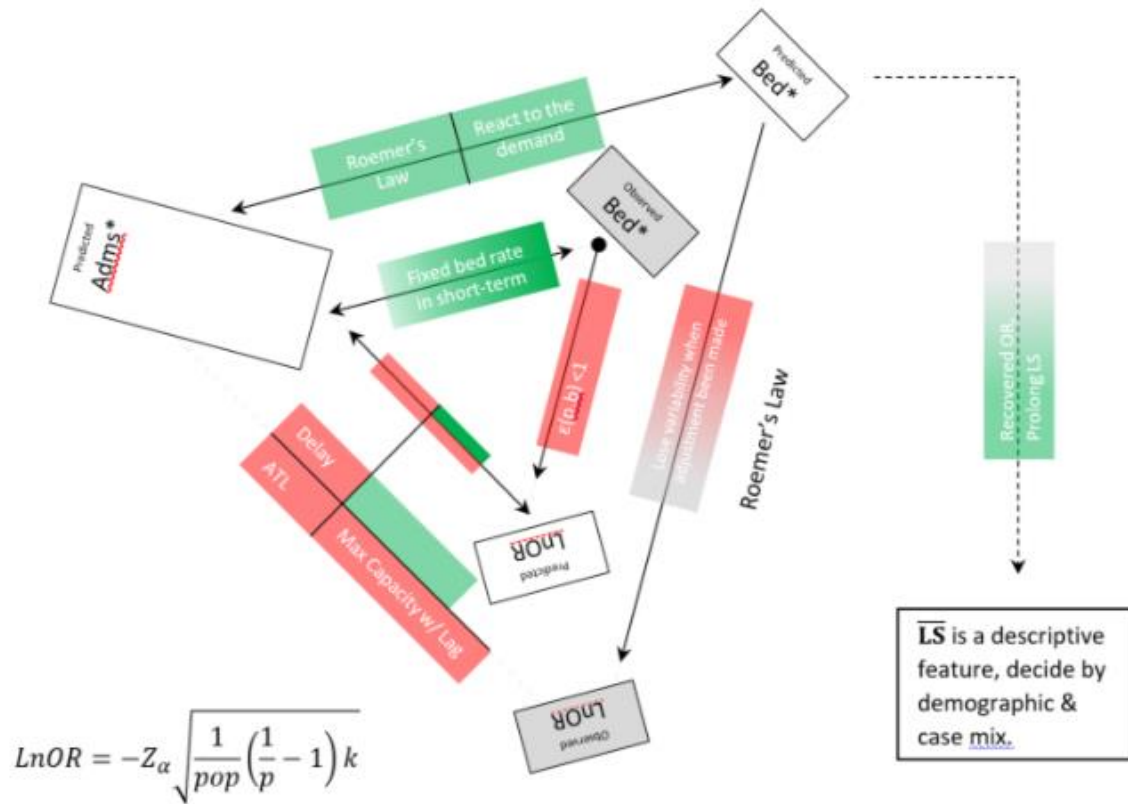 Predicted
Bed*
Roemer's
Law
React to the
demand
Observed
Bed*
Predicted
Adms*
Fixed bed rate
in short-term
ε(p.b) <1
Lose variability when
adjustment been made
Roemer's Law
Recovered OR,
Prolong LS
Delay
ATL
Max Capacity w/ Lag
Predicted
LnOR
Observed
LnOR
LS̅ is a descriptive
feature, decide by
demographic &
case mix.
LnOR = −Zα √(1/pop (1/p − 1) k)